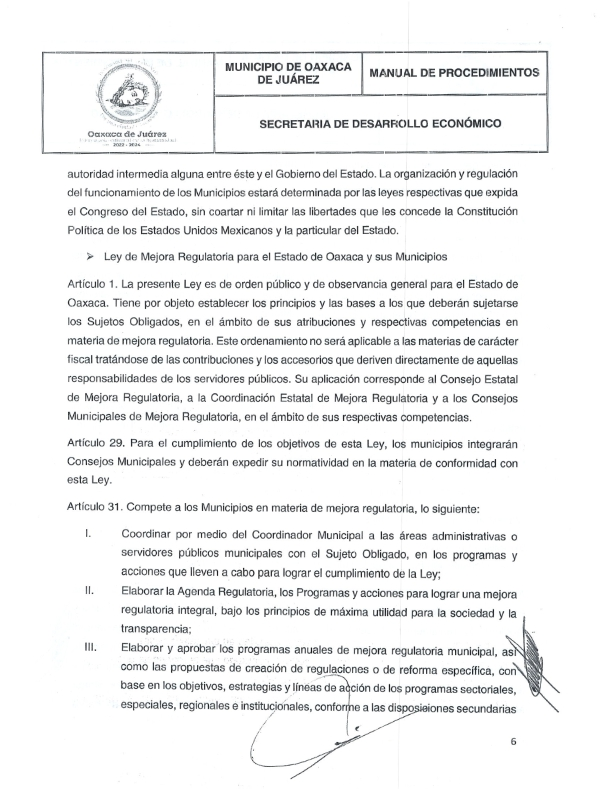 MUNICIPIO DE OAXACA
DE JUÁREZ
MANUAL DE PROCEDIMIENTOS
Oaxaca de Juárez
2022 - 2024
SECRETARIA DE DESARROLLO ECONÓMICO
autoridad intermedia alguna entre éste y el Gobierno del Estado. La organización y regulación
del funcionamiento de los Municipios estará determinada por las leyes respectivas que expida
el Congreso del Estado, sin coartar ni limitar las libertades que les concede la Constitución
Política de los Estados Unidos Mexicanos y la particular del Estado.
➢ Ley de Mejora Regulatoria para el Estado de Oaxaca y sus Municipios
Artículo 1. La presente Ley es de orden público y de observancia general para el Estado de
Oaxaca. Tiene por objeto establecer los principios y las bases a los que deberán sujetarse
los Sujetos Obligados, en el ámbito de sus atribuciones y respectivas competencias en
materia de mejora regulatoria. Este ordenamiento no será aplicable a las materias de carácter
fiscal tratándose de las contribuciones y los accesorios que deriven directamente de aquellas
responsabilidades de los servidores públicos. Su aplicación corresponde al Consejo Estatal
de Mejora Regulatoria, a la Coordinación Estatal de Mejora Regulatoria y a los Consejos
Municipales de Mejora Regulatoria, en el ámbito de sus respectivas competencias.
Artículo 29. Para el cumplimiento de los objetivos de esta Ley, los municipios integrarán
Consejos Municipales y deberán expedir su normatividad en la materia de conformidad con
esta Ley.
Artículo 31. Compete a los Municipios en materia de mejora regulatoria, lo siguiente:
I. Coordinar por medio del Coordinador Municipal a las áreas administrativas o
servidores públicos municipales con el Sujeto Obligado, en los programas y
acciones que lleven a cabo para lograr el cumplimiento de la Ley;
II. Elaborar la Agenda Regulatoria, los Programas y acciones para lograr una mejora
regulatoria integral, bajo los principios de máxima utilidad para la sociedad y la
transparencia;
III. Elaborar y aprobar los programas anuales de mejora regulatoria municipal, así
como las propuestas de creación de regulaciones o de reforma específica, con
base en los objetivos, estrategias y líneas de acción de los programas sectoriales,
especiales, regionales e institucionales, conforme a las disposiciones secundarias
6